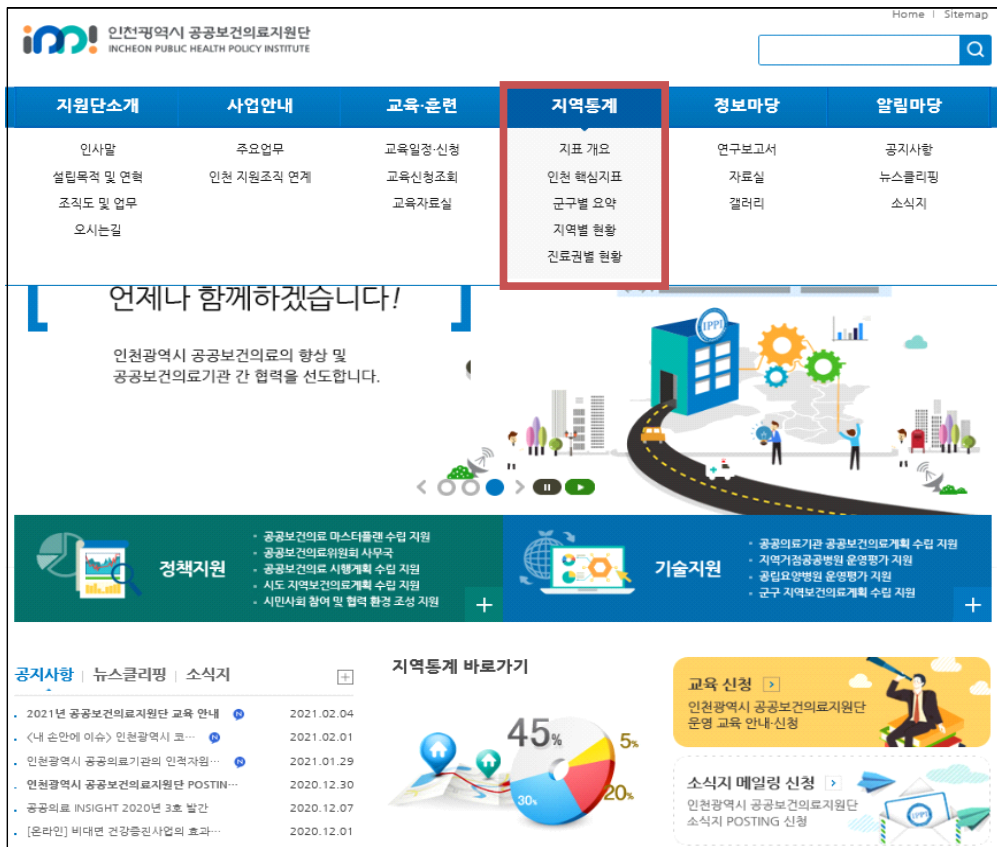 Home | Sitemap
인천광역시 공공보건의료지원단
INCHEON PUBLIC HEALTH POLICY INSTITUTE
지원단소개 사업안내 교육·훈련 지역통계 정보마당 알림마당
인사말 주요업무 교육일정·신청 지표 개요 연구보고서 공지사항
설립목적 및 연혁 인천 지원조직 연계 교육신청조회 인천 핵심지표 자료실 뉴스클리핑
조직도 및 업무 교육자료실 군구별 요약 갤러리 소식지
오시는길 지역별 현황
진료권별 현황
언제나 함께하겠습니다!
인천광역시 공공보건의료의 향상 및
공공보건의료기관 간 협력을 선도합니다.
IPPI
정책지원
공공보건의료 마스터플랜 수립 지원
공공보건의료위원회 사무국
공공보건의료 시행계획 수립 지원
시도 지역보건의료계획 수립 지원
시민사회 참여 및 협력 환경 조성 지원
기술지원
공공의료기관 공공보건의료계획 수립 지원
지역거점공공병원 운영평가 지원
공립요양병원 운영평가 지원
군구 지역보건의료계획 수립 지원
공지사항 | 뉴스클리핑 | 소식지
2021년 공공보건의료지원단 교육 안내 N 2021.02.04
〈내 손안에 이슈〉 인천광역시 코… N 2021.02.01
인천광역시 공공의료기관의 인적자원… N 2021.01.29
인천광역시 공공보건의료지원단 POSTIN… 2020.12.30
공공의료 INSIGHT 2020년 3호 발간 2020.12.07
[온라인] 비대면 건강증진사업의 효과… 2020.12.01
지역통계 바로가기
45%
5%
30%
20%
교육 신청
인천광역시 공공보건의료지원단
운영 교육 안내·신청
소식지 메일링 신청
인천광역시 공공보건의료지원단
소식지 POSTING 신청
IPPI